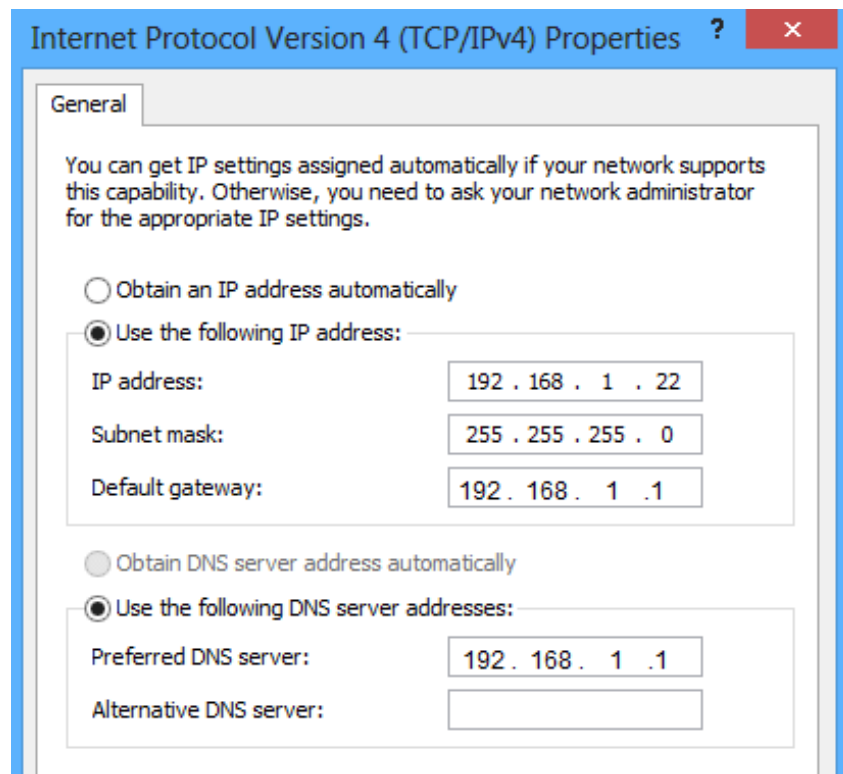 Internet Protocol Version 4 (TCP/IPv4) Properties ? ×
General
You can get IP settings assigned automatically if your network supports
this capability. Otherwise, you need to ask your network administrator
for the appropriate IP settings.
Obtain an IP address automatically
Use the following IP address:
IP address: 192 . 168 . 1 . 22
Subnet mask: 255 . 255 . 255 . 0
Default gateway: 192 . 168 . 1 .1
Obtain DNS server address automatically
Use the following DNS server addresses:
Preferred DNS server: 192 . 168 . 1 .1
Alternative DNS server: